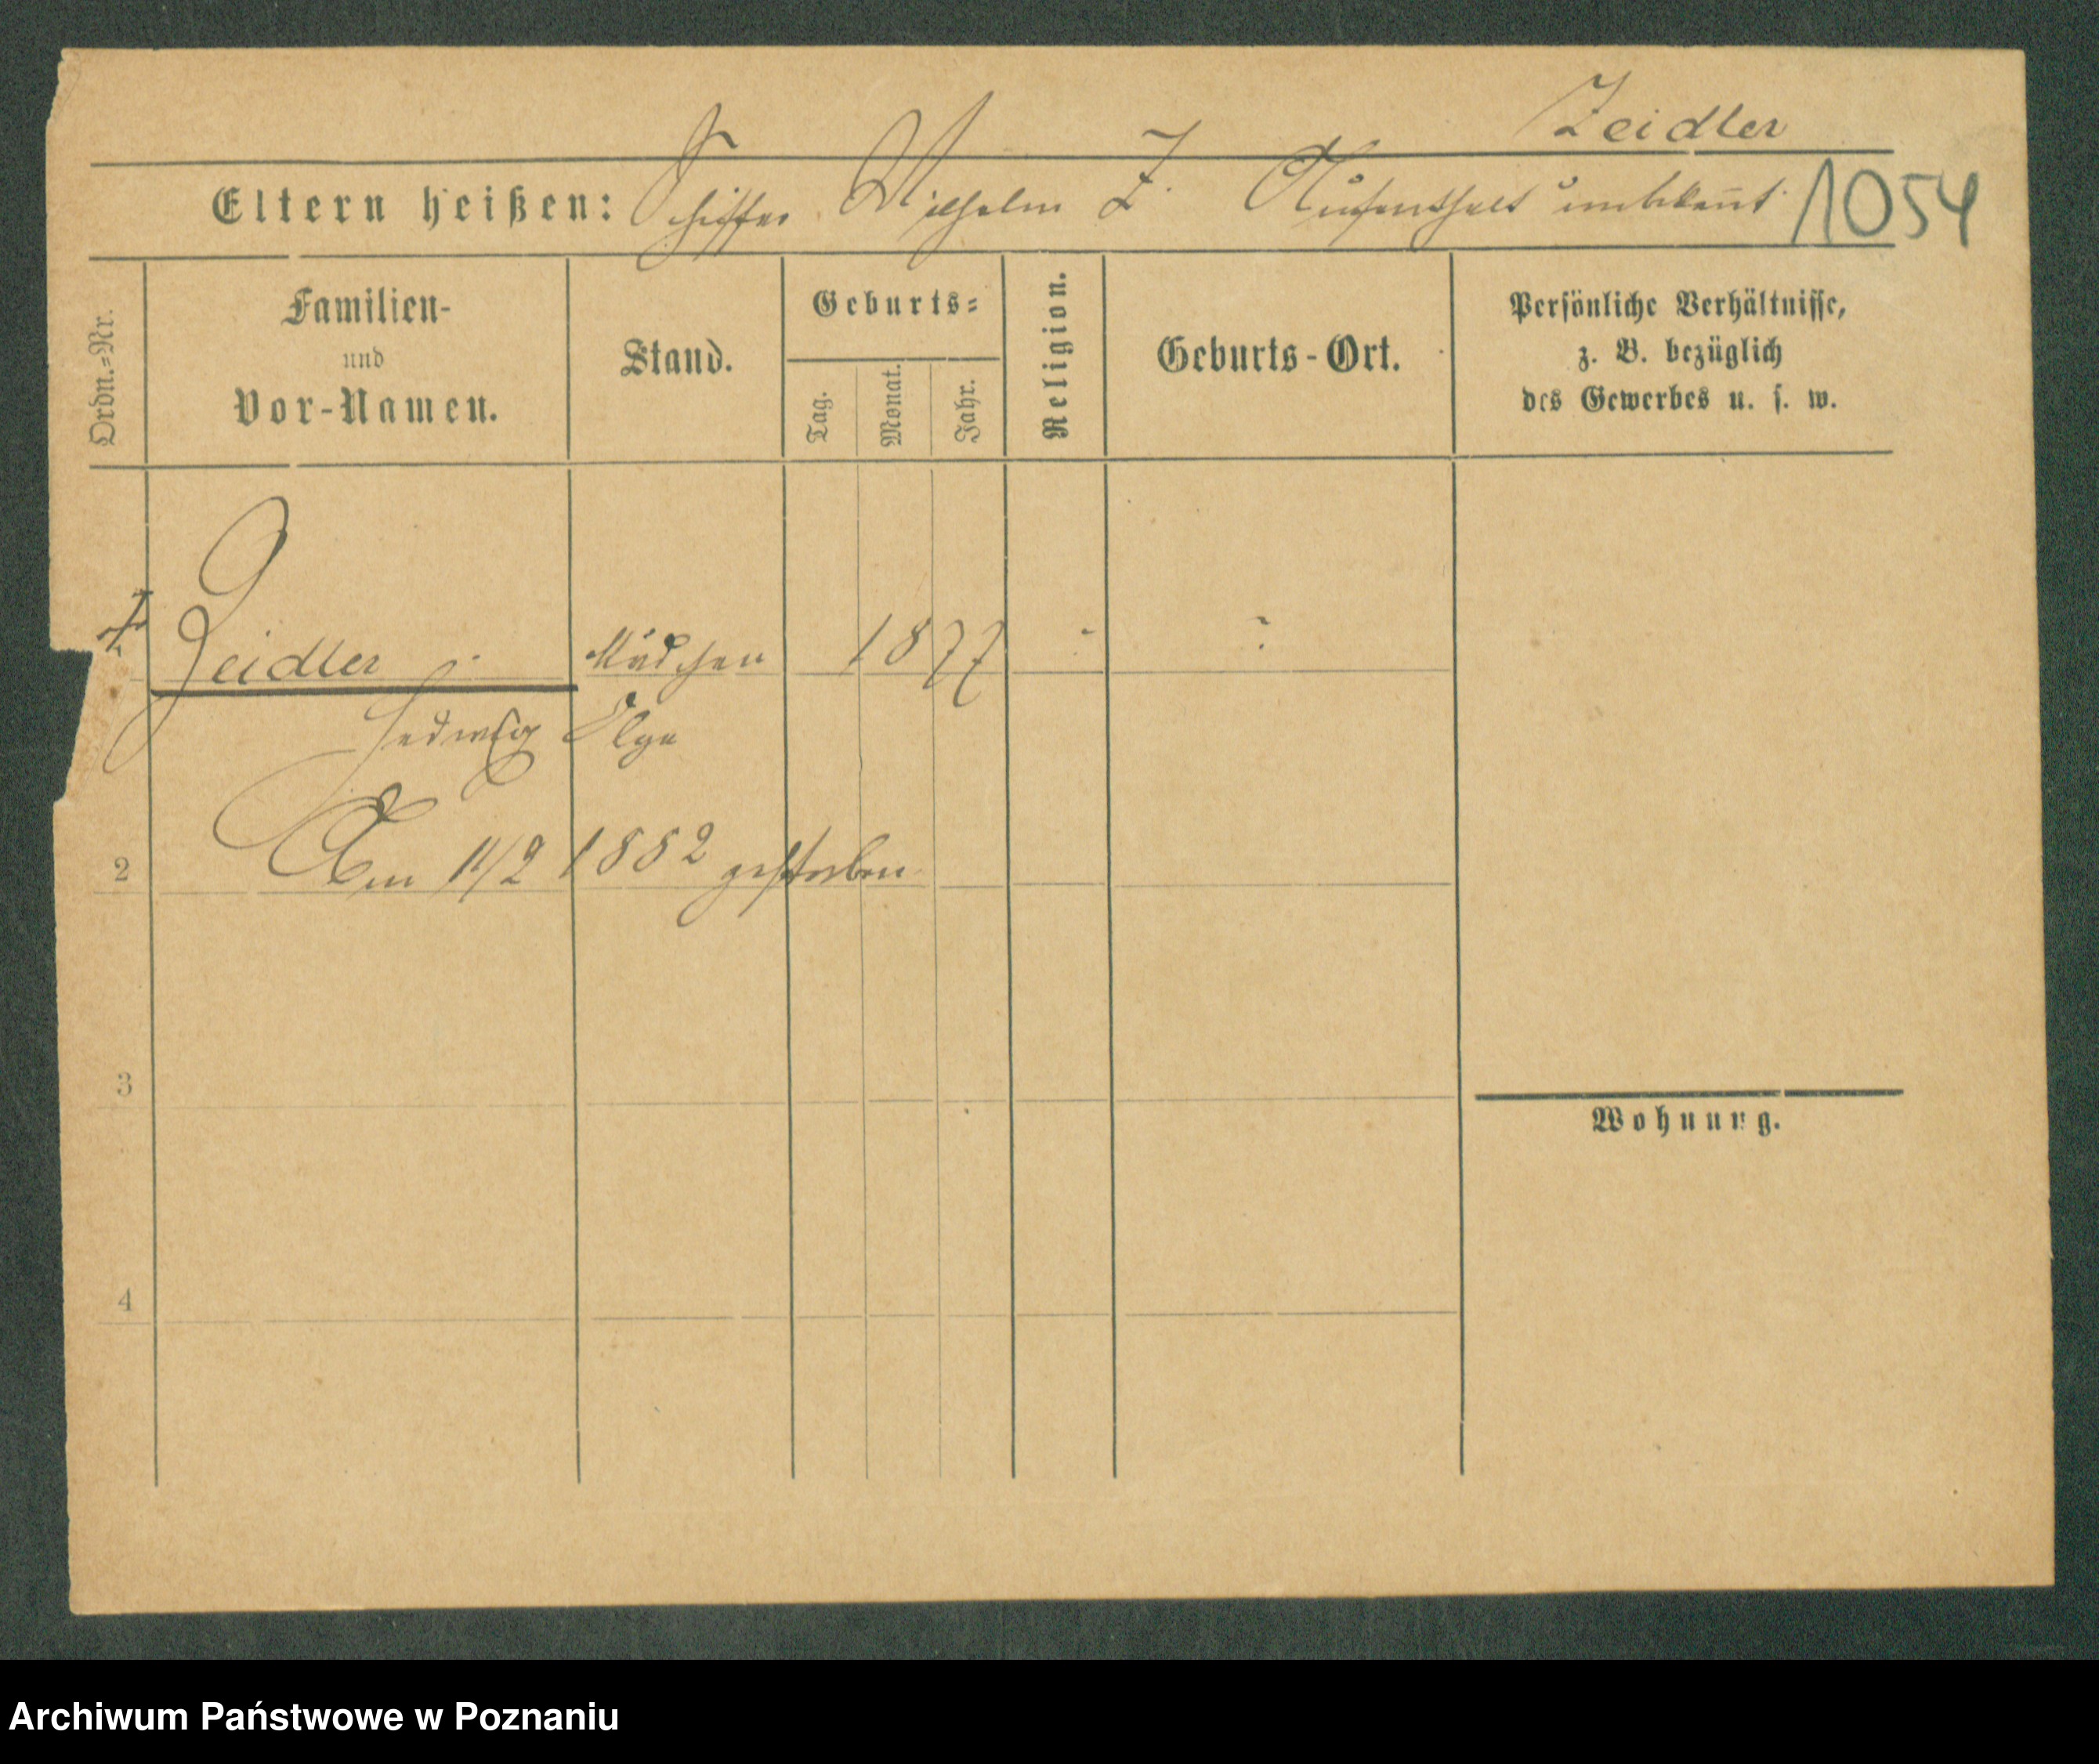 Zeidler
Eltern heißen: Schiffer Wilhelm Z. Aufenthalt unbekannt 1054
Ordn.=Nr.
Familien-
und
Vor-Namen.
Stand.
Geburts=
Tag.
Monat.
Jahr.
Religion.
Geburts-Ort.
Persönliche Verhältnisse,
z. B. bezüglich
des Gewerbes u. s. w.
Zeidler Mädchen 1877 - -
Hedwig Olga
2 Am 11/2 1882 gestorben
3
Wohnung.
4
Archiwum Państwowe w Poznaniu